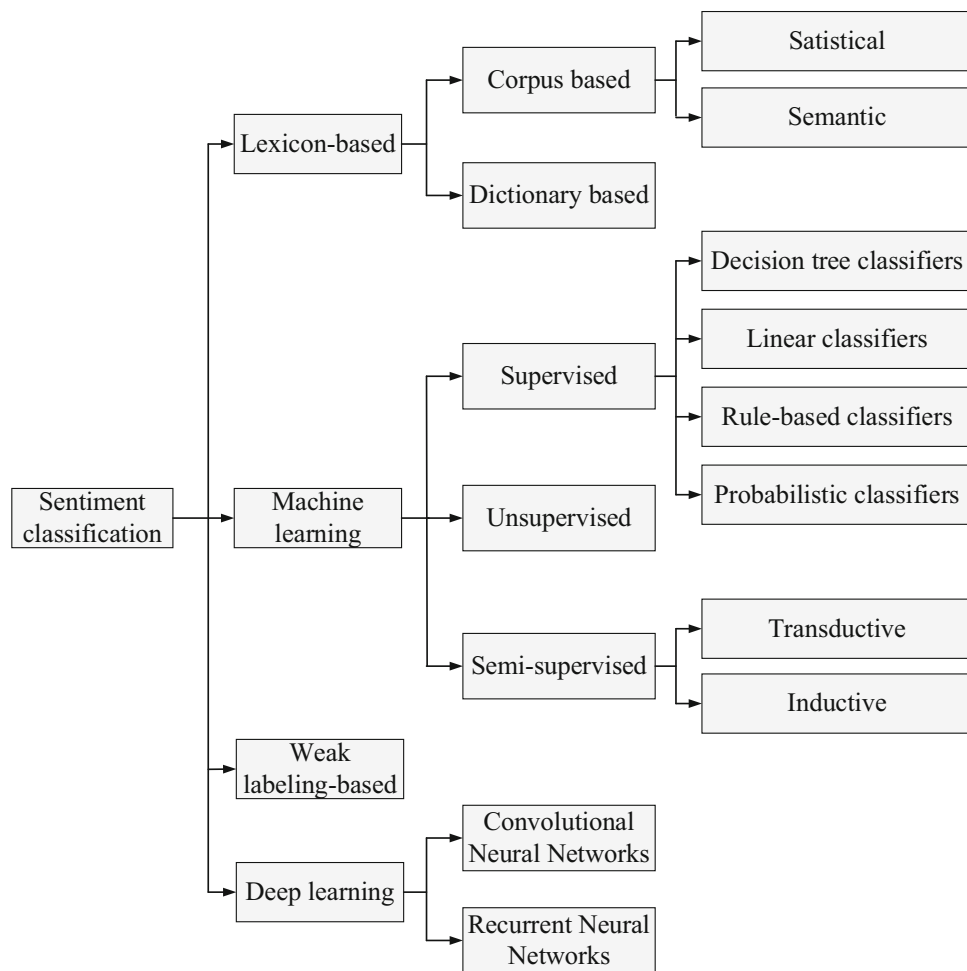 Satistical
Corpus based
Semantic
Lexicon-based
Dictionary based
Decision tree classifiers
Linear classifiers
Supervised
Rule-based classifiers
Probabilistic classifiers
Sentiment
classification
Machine
learning
Unsupervised
Transductive
Semi-supervised
Inductive
Weak
labeling-based
Convolutional
Neural Networks
Deep learning
Recurrent Neural
Networks